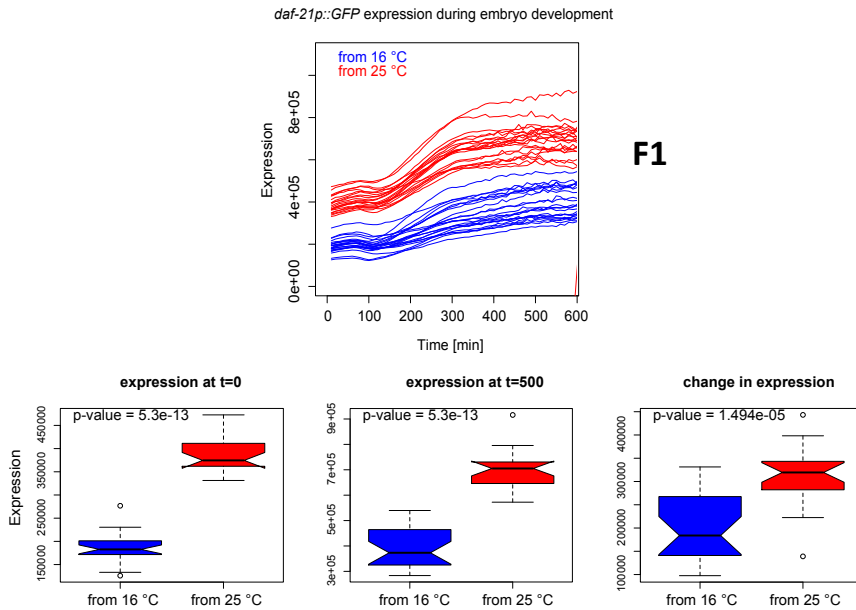 daf-21p::GFP expression during embryo development
from 16 °C
from 25 °C
F1
Expression
0e+00 4e+05 8e+05
0 100 200 300 400 500 600
Time [min]
expression at t=0
p-value = 5.3e-13
Expression
150000 250000 350000 450000
from 16 °C from 25 °C
expression at t=500
p-value = 5.3e-13
3e+05 5e+05 7e+05 9e+05
from 16 °C from 25 °C
change in expression
p-value = 1.494e-05
100000 200000 300000 400000
from 16 °C from 25 °C